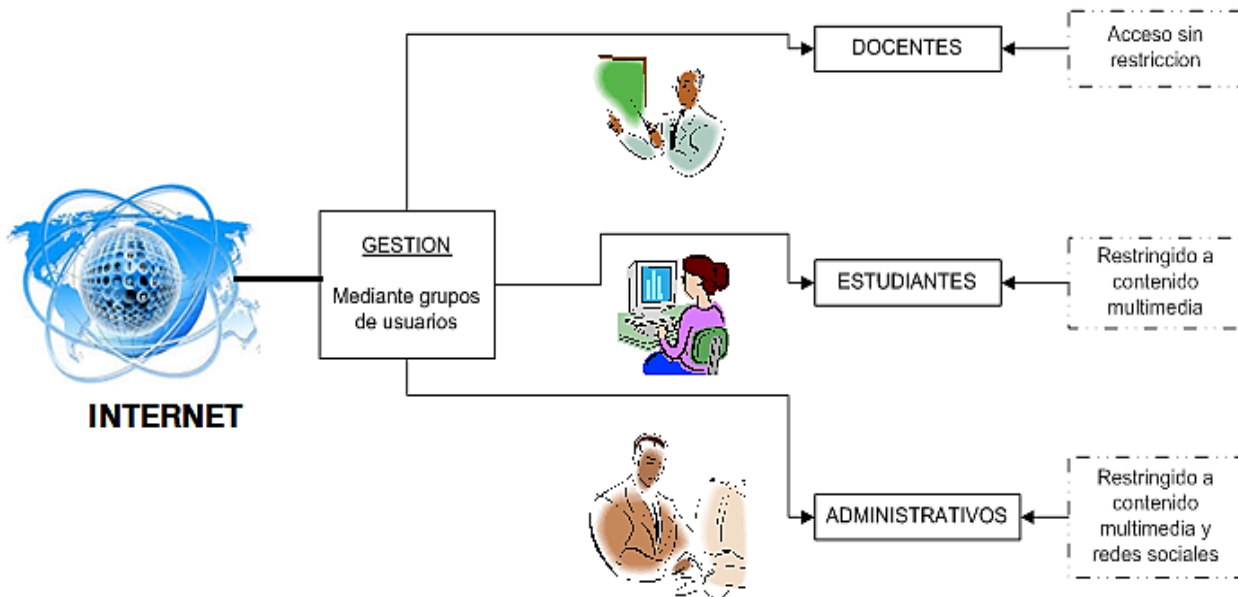 DOCENTES
Acceso sin
restriccion
GESTION
Mediante grupos
de usuarios
ESTUDIANTES
Restringido a
contenido
multimedia
INTERNET
ADMINISTRATIVOS
Restringido a
contenido
multimedia y
redes sociales